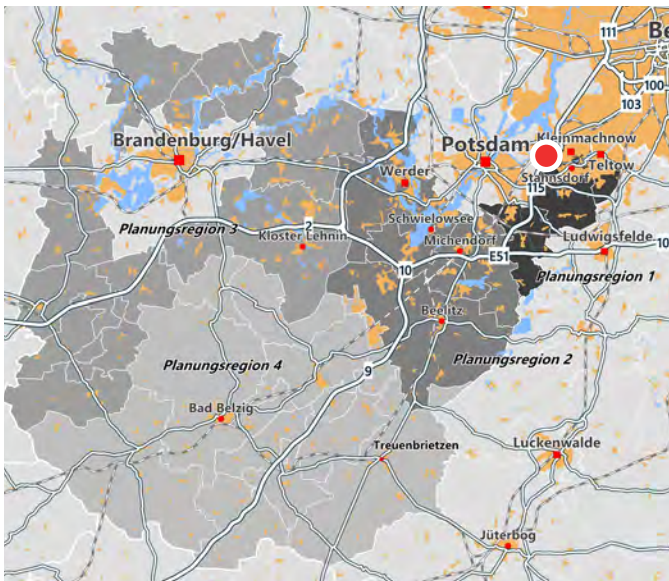 111
Be
100
103
Brandenburg/Havel
Potsdam
Kleinmachnow
Teltow
Stahnsdorf
115
Werder
Schwielowsee
Planungsregion 3
2
Kloster Lehnin
Michendorf
Ludwigsfelde
10
E51
10
Planungsregion 1
Beelitz
Planungsregion 4
9
Planungsregion 2
Bad Belzig
Treuenbrietzen
Luckenwalde
Jüterbog